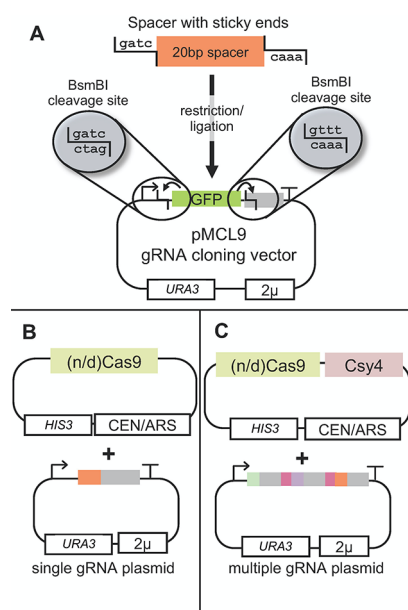 A
Spacer with sticky ends
gatc
20bp spacer
caaa
BsmBI
cleavage site
gatc
ctag
restriction/
ligation
BsmBI
cleavage site
gttt
caaa
GFP
pMCL9
gRNA cloning vector
URA3
2µ
B
(n/d)Cas9
HIS3
CEN/ARS
+
URA3
2µ
single gRNA plasmid
C
(n/d)Cas9
Csy4
HIS3
CEN/ARS
+
URA3
2µ
multiple gRNA plasmid